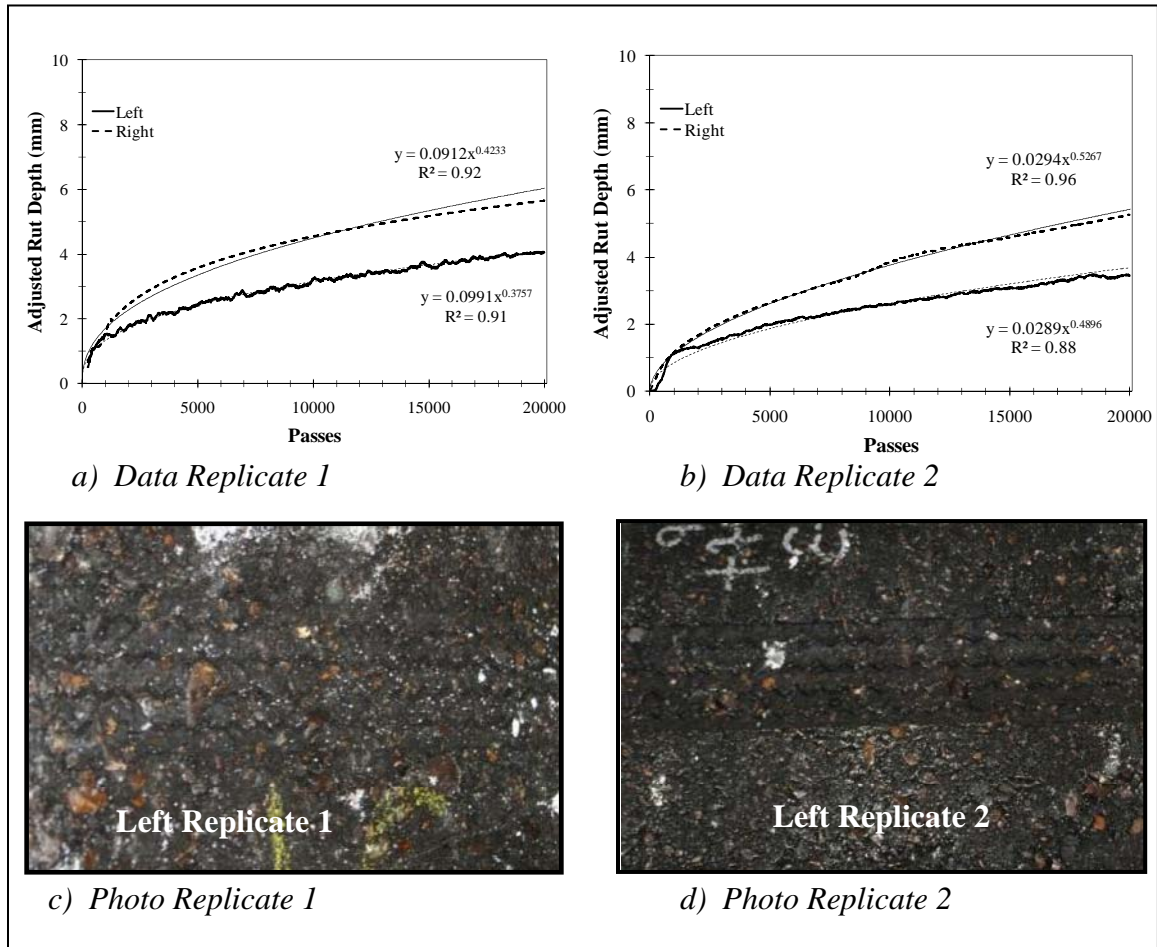 10
8
6
4
2
0
Adjusted Rut Depth (mm)
Left
Right
y = 0.0912x^0.4233
R² = 0.92
y = 0.0991x^0.3757
R² = 0.91
0 5000 10000 15000 20000
Passes
a) Data Replicate 1
10
8
6
4
2
0
Adjusted Rut Depth (mm)
Left
Right
y = 0.0294x^0.5267
R² = 0.96
y = 0.0289x^0.4896
R² = 0.88
0 5000 10000 15000 20000
Passes
b) Data Replicate 2
Left Replicate 1
c) Photo Replicate 1
Left Replicate 2
d) Photo Replicate 2